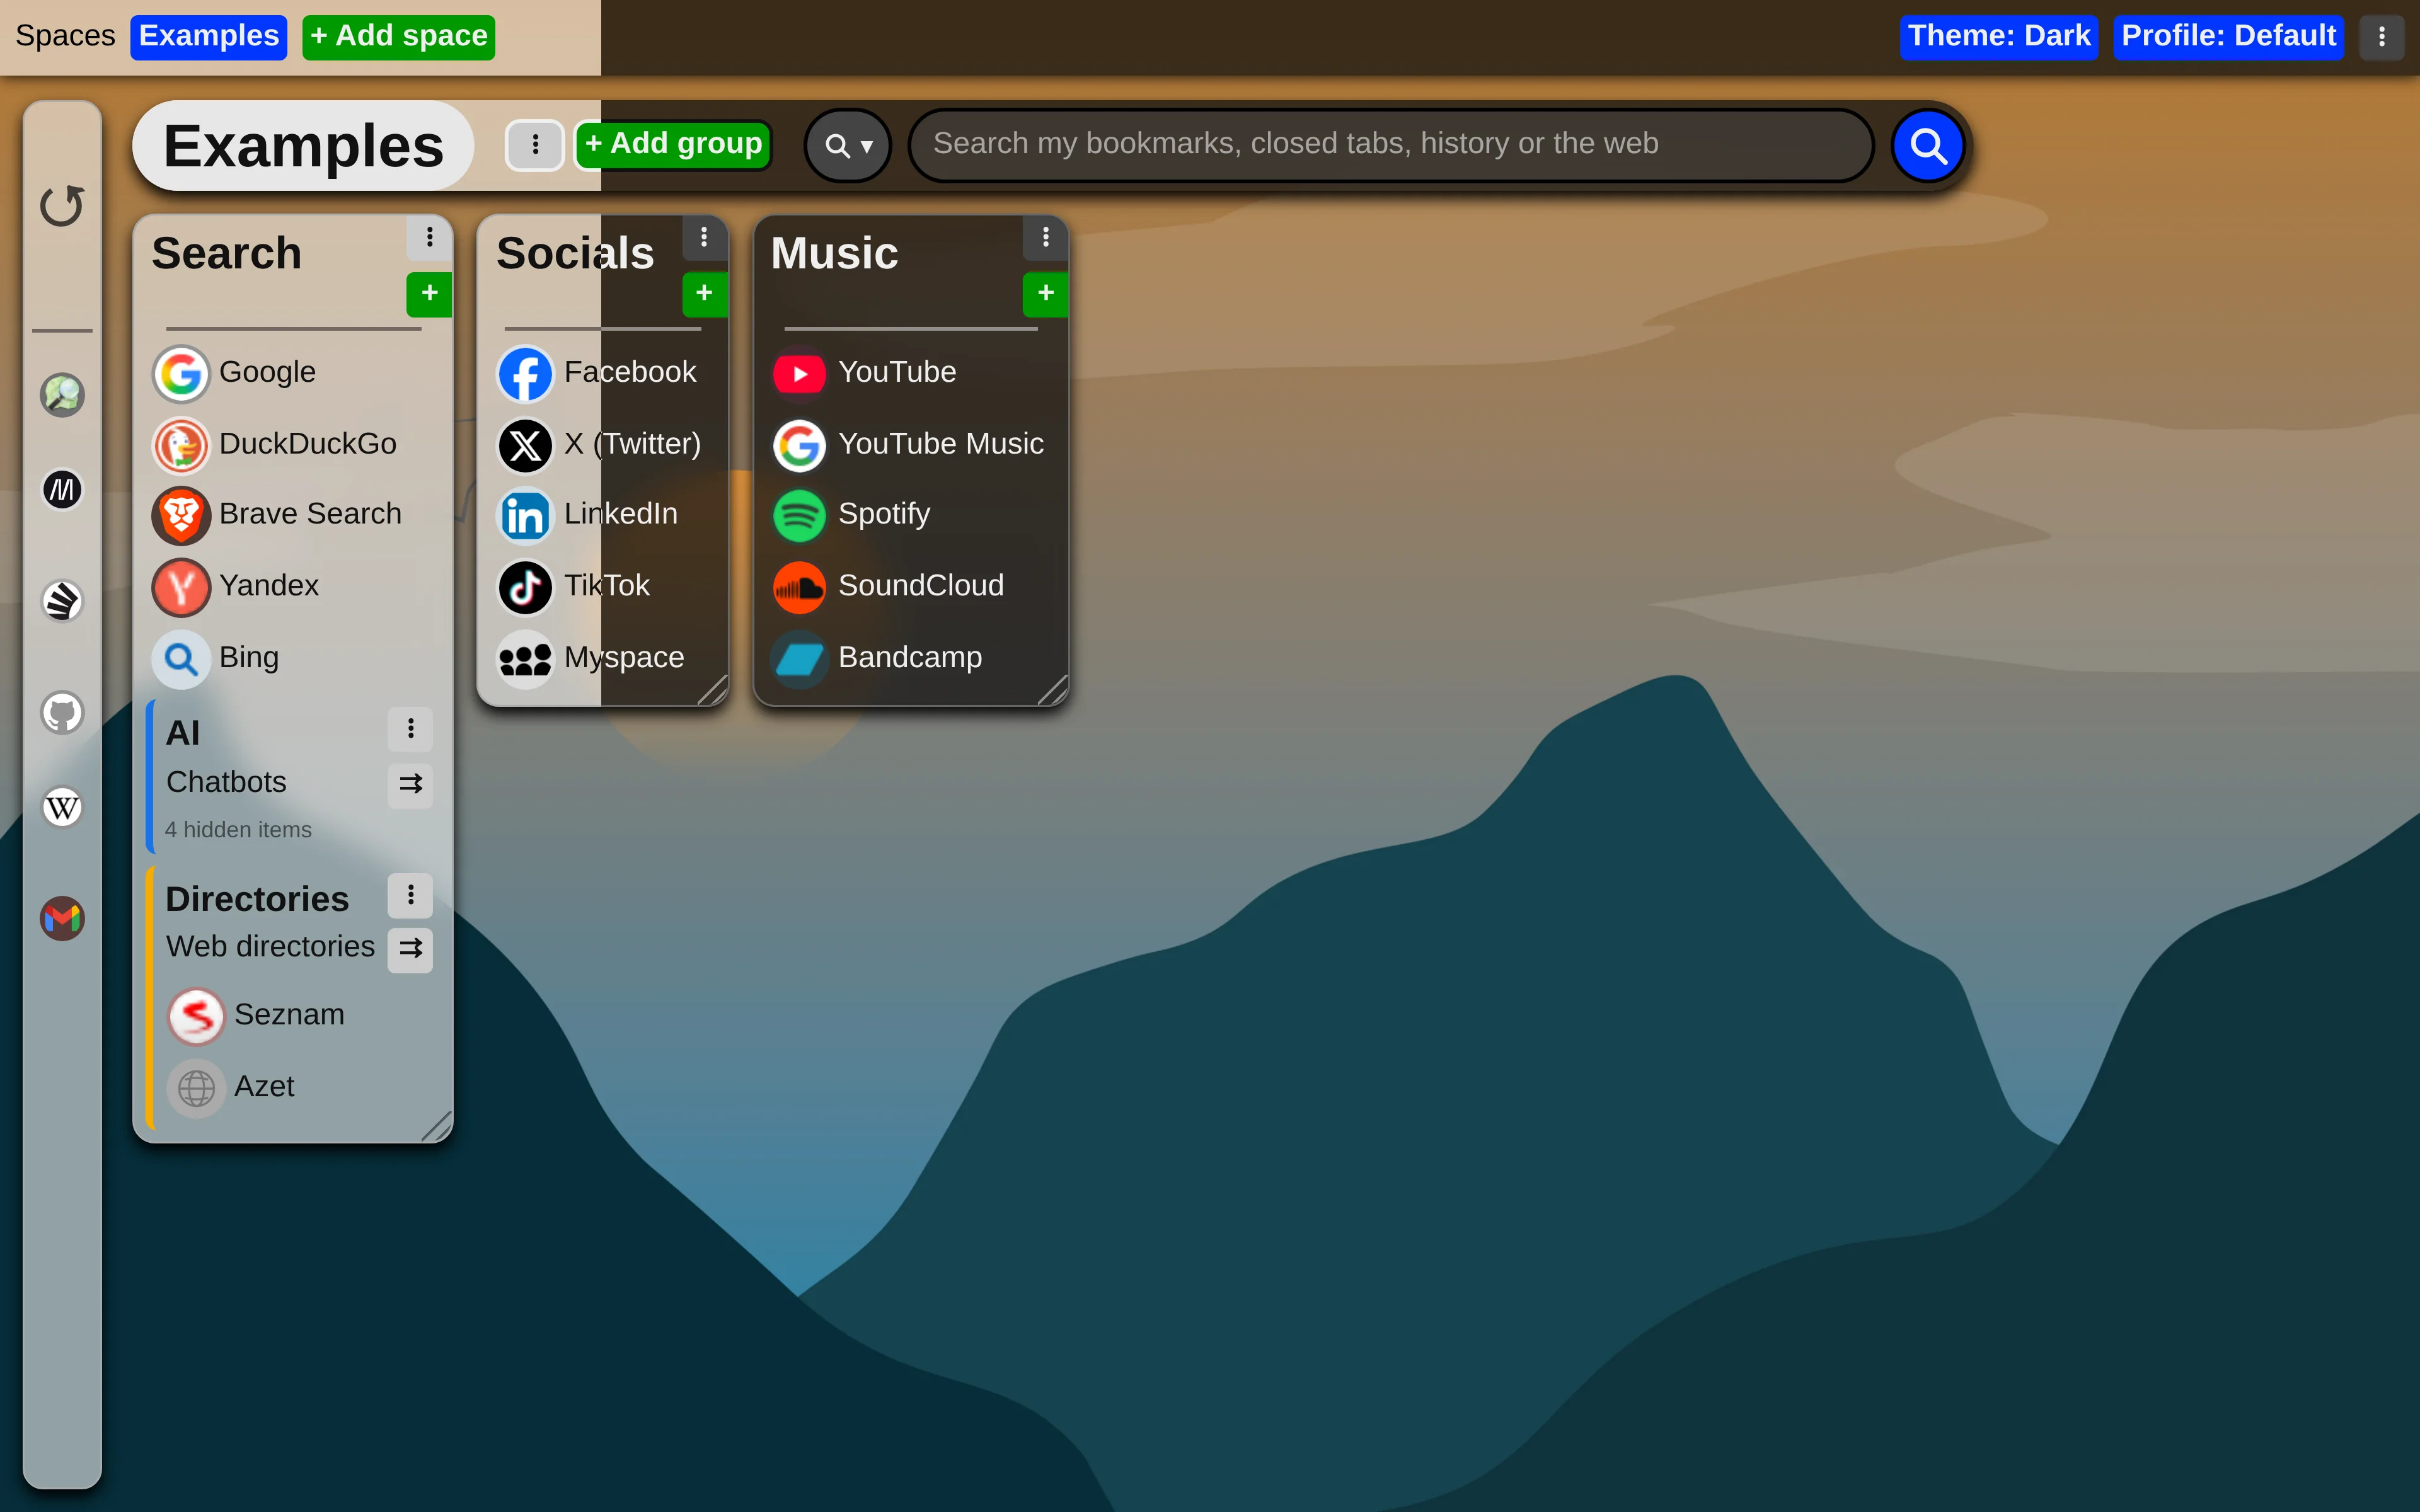 Spaces Examples + Add space Theme: Dark Profile: Default
Examples + Add group Search my bookmarks, closed tabs, history or the web
Search
+
Google
DuckDuckGo
Brave Search
Yandex
Bing
AI
Chatbots
4 hidden items
Directories
Web directories
Seznam
Azet
Socials
+
Facebook
X (Twitter)
LinkedIn
TikTok
Myspace
Music
+
YouTube
YouTube Music
Spotify
SoundCloud
Bandcamp